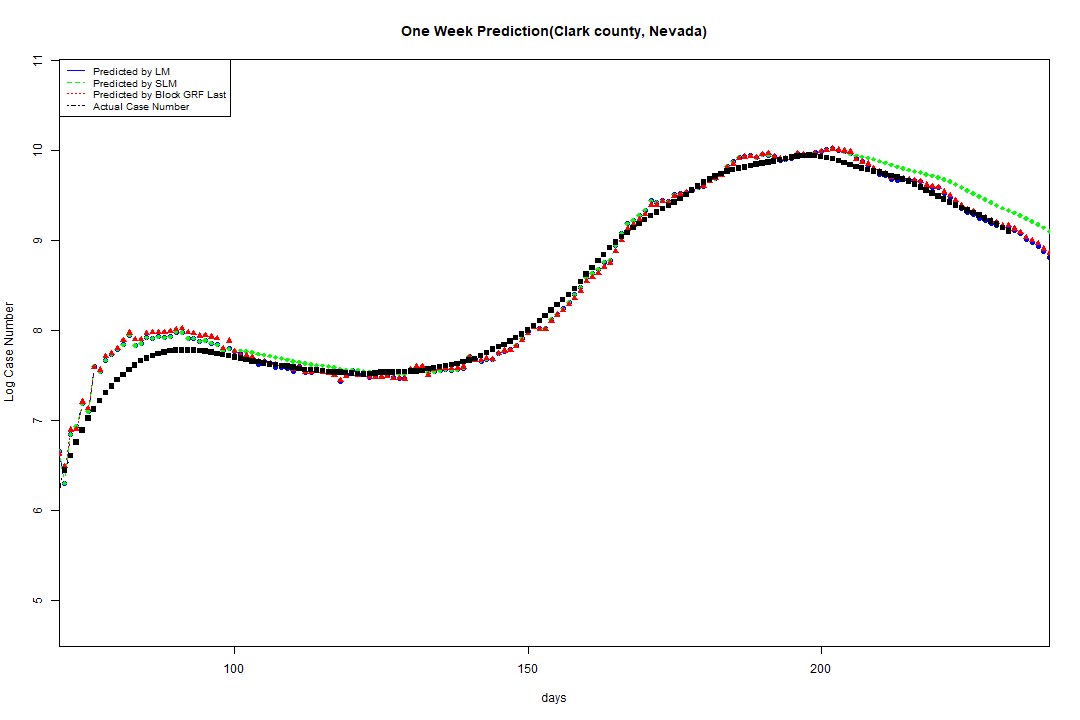 One Week Prediction(Clark county, Nevada)
Predicted by LM
Predicted by SLM
Predicted by Block GRF Last
Actual Case Number
11
10
9
8
7
6
5
Log Case Number
100
150
200
days